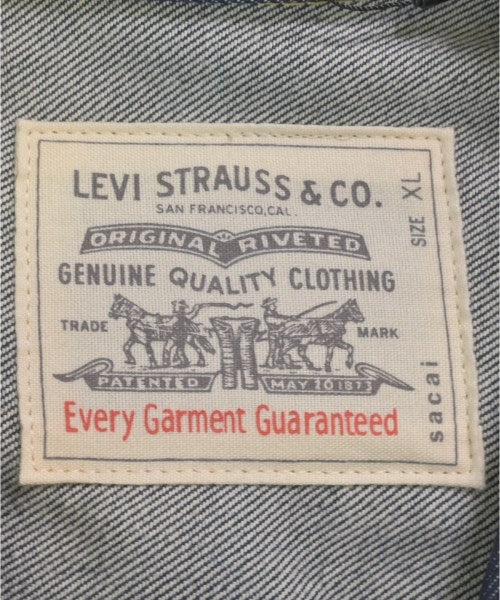 LEVI STRAUSS & CO.
SAN FRANCISCO, CAL.
ORIGINAL RIVETED
GENUINE QUALITY CLOTHING
TRADE MARK
PATENTED MAY 20 1873
Every Garment Guaranteed
SIZE XL
sacai